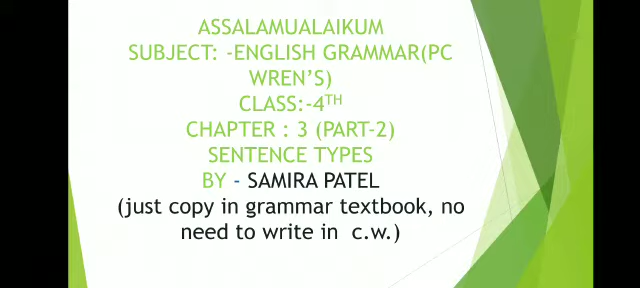 ASSALAMUALAIKUM
SUBJECT: -ENGLISH GRAMMAR(PC
WREN'S)
CLASS:-4TH
CHAPTER : 3 (PART-2)
SENTENCE TYPES
BY - SAMIRA PATEL
(just copy in grammar textbook, no
need to write in c.w.)